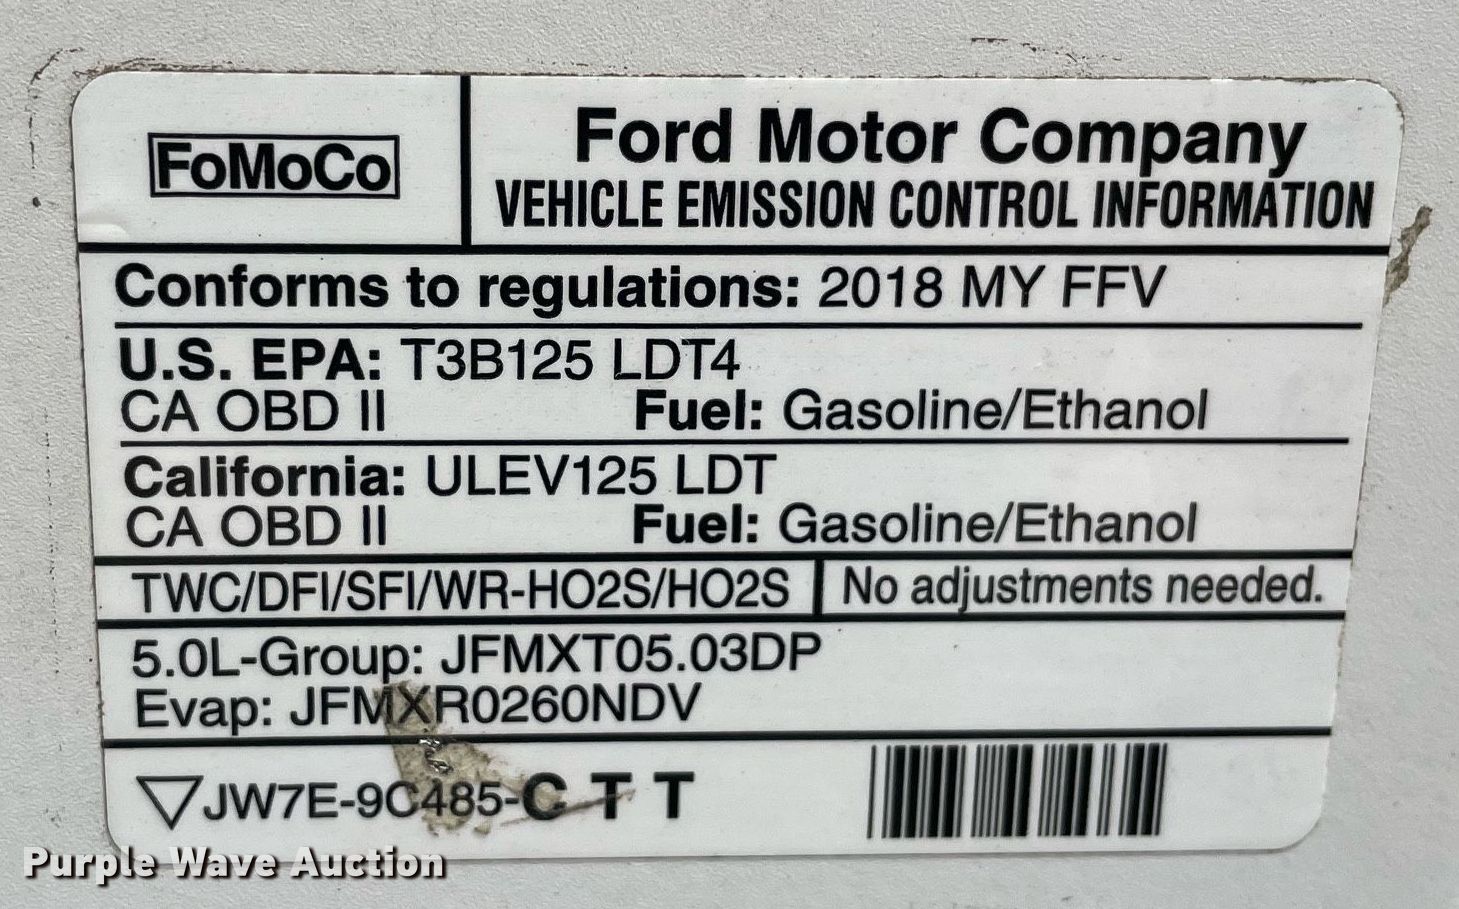 FoMoCo
Ford Motor Company
VEHICLE EMISSION CONTROL INFORMATION
Conforms to regulations: 2018 MY FFV
U.S. EPA: T3B125 LDT4
CA OBD II Fuel: Gasoline/Ethanol
California: ULEV125 LDT
CA OBD II Fuel: Gasoline/Ethanol
TWC/DFI/SFI/WR-HO2S/HO2S No adjustments needed.
5.0L-Group: JFMXT05.03DP
Evap: JFMXR0260NDV
JW7E-9C485-C T T
Purple Wave Auction